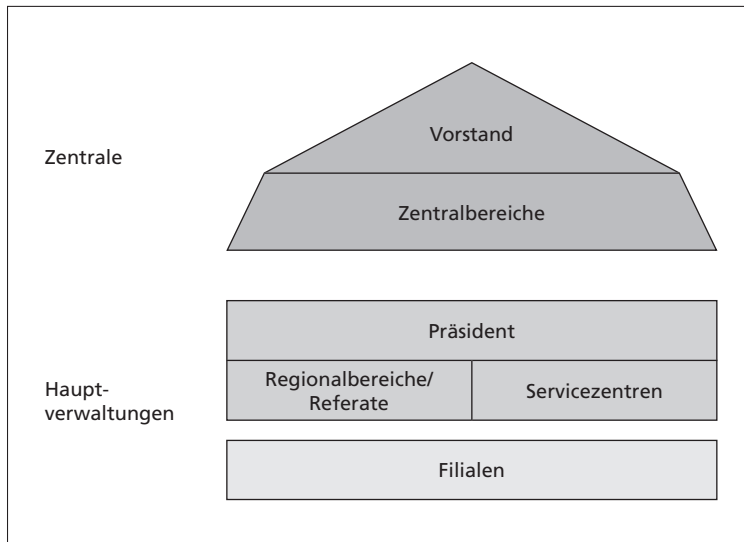 Zentrale
Vorstand
Zentralbereiche
Haupt-
verwaltungen
Präsident
Regionalbereiche/
Referate
Servicezentren
Filialen